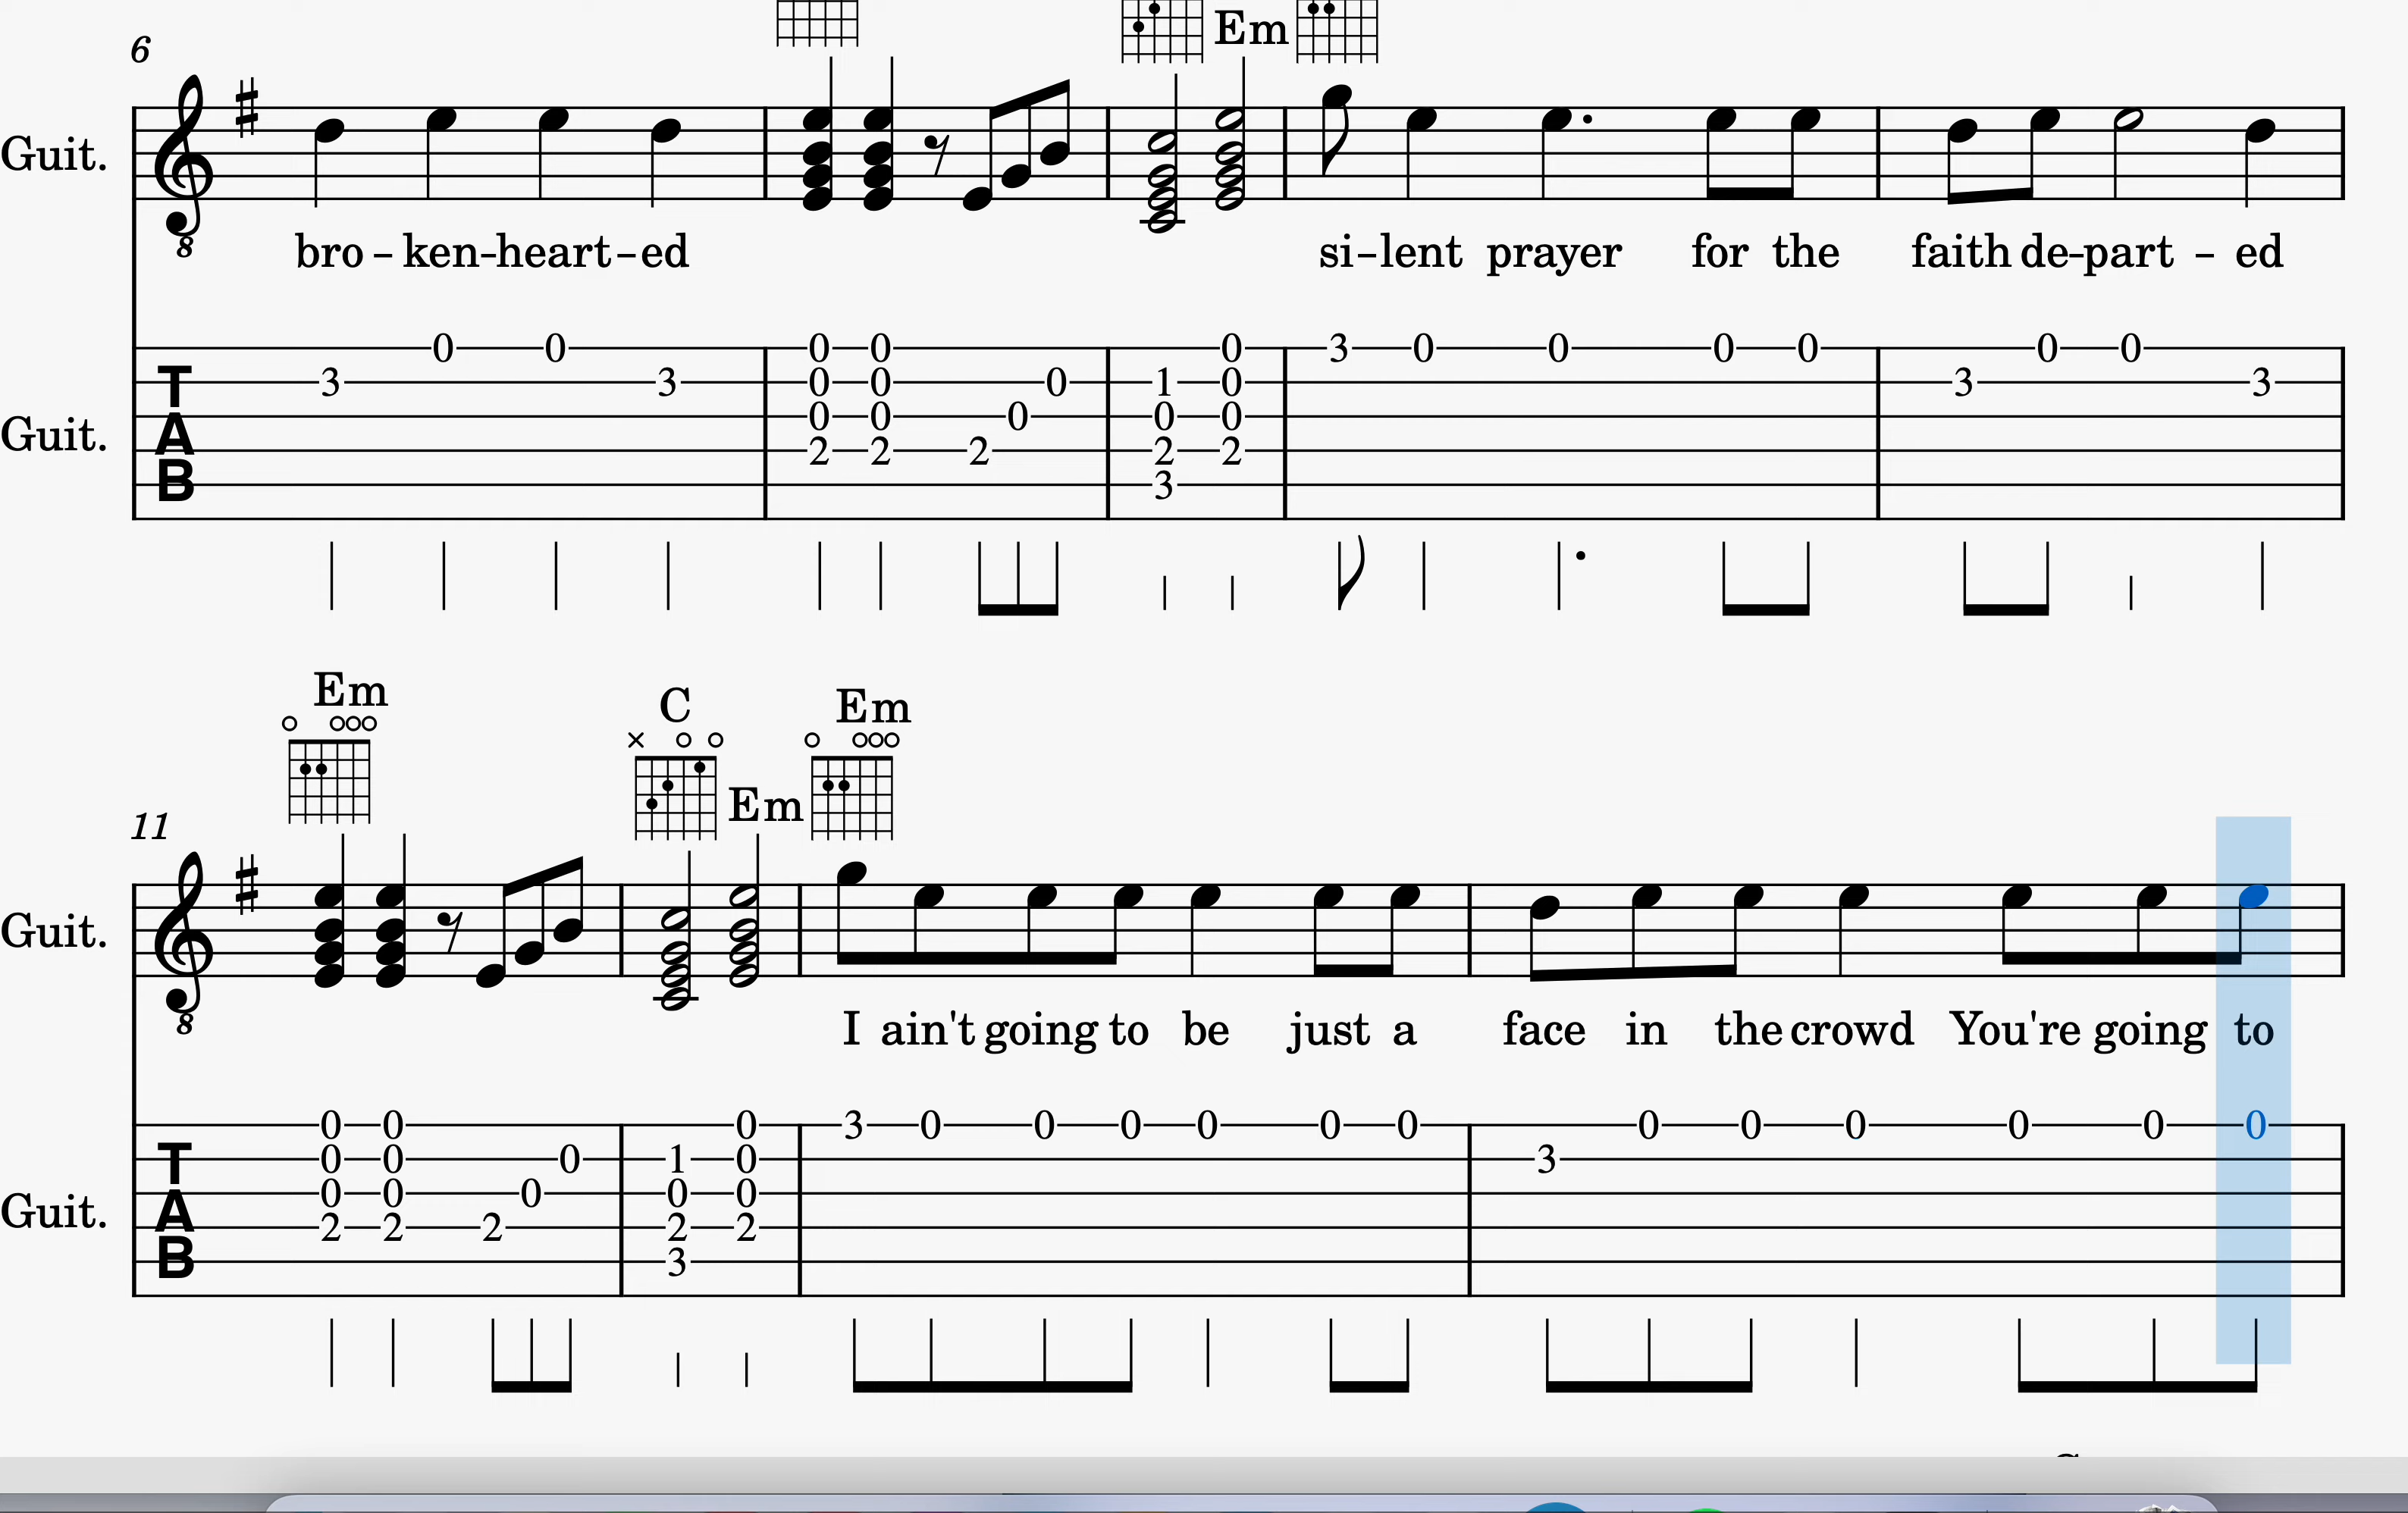 Em
6
Guit.
8
bro – ken-heart – ed si – lent prayer for the faith de-part – ed
0 0 0 0 0 3 0 0 0 0 0 0
3 3 0 0 0 1 0 3 3
0 0 0 0 0
2 2 2 2 2
3
T
A
B
Guit.
Em C Em Em
11
Guit.
8
I ain't going to be just a face in the crowd You're going to
0 0 0 3 0 0 0 0 0 0 0 0 0 0 0 0
0 0 0 1 0 3
0 0 0 0 0
2 2 2 2 2
3
T
A
B
Guit.